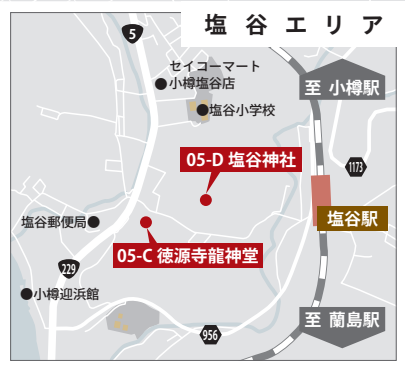 塩谷エリア
5
セイコーマート
小樽塩谷店
至 小樽駅
塩谷小学校
05-D 塩谷神社
1173
塩谷駅
塩谷郵便局
05-C 徳源寺龍神堂
229
小樽迎浜館
956
至 蘭島駅